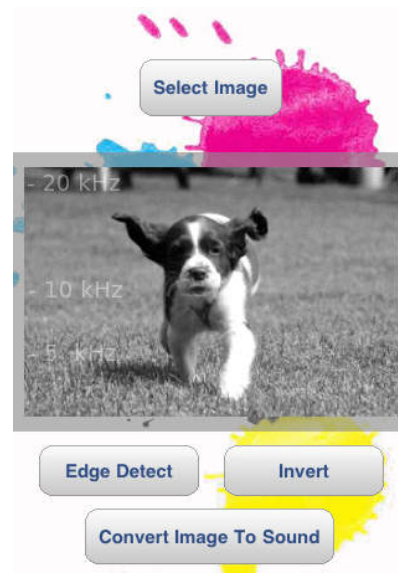 Select Image
- 20 kHz
- 10 kHz
- 5 kHz
Edge Detect
Invert
Convert Image To Sound